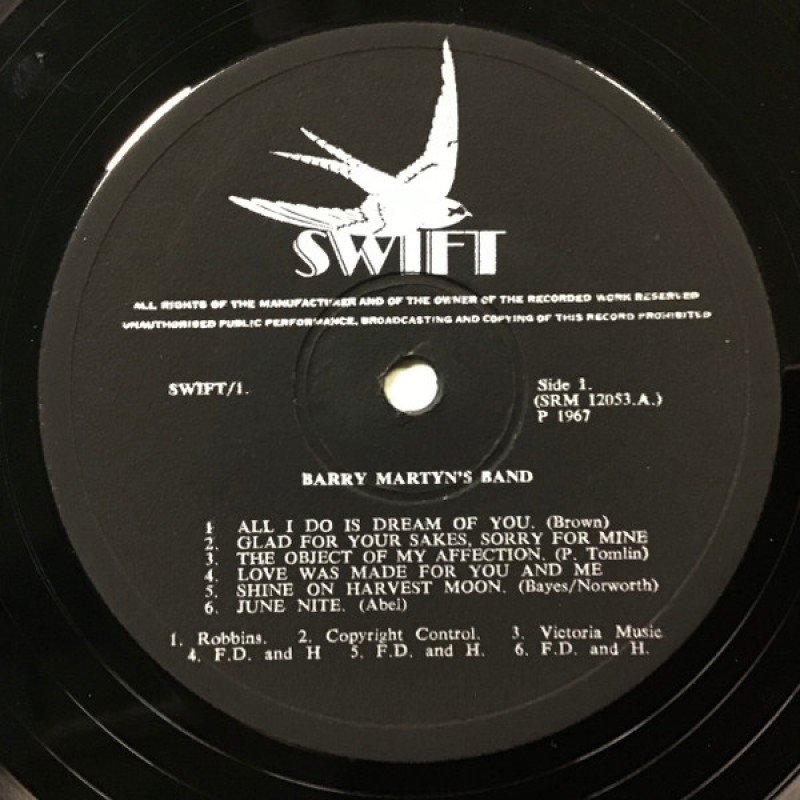 SWIFT
ALL RIGHTS OF THE MANUFACTURER AND OF THE OWNER OF THE RECORDED WORK RESERVED
UNAUTHORISED PUBLIC PERFORMANCE, BROADCASTING AND COPYING OF THIS RECORD PROHIBITED
SWIFT/1.
Side 1.
(SRM 12053.A.)
P 1967
BARRY MARTYN'S BAND
1 ALL I DO IS DREAM OF YOU. (Brown)
2. GLAD FOR YOUR SAKES, SORRY FOR MINE
3. THE OBJECT OF MY AFFECTION. (P. Tomlin)
4. LOVE WAS MADE FOR YOU AND ME
5. SHINE ON HARVEST MOON. (Bayes/Norworth)
6. JUNE NITE. (Abel)
1. Robbins. 2. Copyright Control. 3. Victoria Music
4. F.D. and H 5. F.D. and H. 6. F.D. and H.